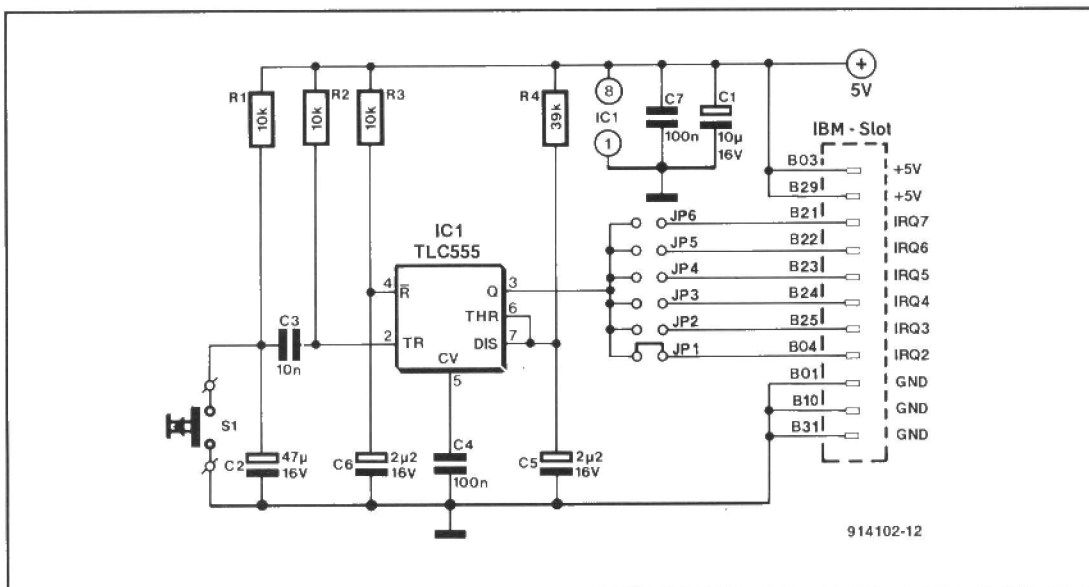 R1
10k
R2
10k
R3
10k
R4
39k
8
IC1
1
C7
100n
C1
10µ
16V
+
5V
IBM - Slot
B03 +5V
B29 +5V
JP6 B21 IRQ7
JP5 B22 IRQ6
JP4 B23 IRQ5
JP3 B24 IRQ4
JP2 B25 IRQ3
JP1 B04 IRQ2
B01 GND
B10 GND
B31 GND
IC1
TLC555
4 R̅
Q 3
THR 6
2 TR
DIS 7
CV
5
C3
10n
S1
C2
47µ
16V
C6
2µ2
16V
C4
100n
C5
2µ2
16V
914102-12